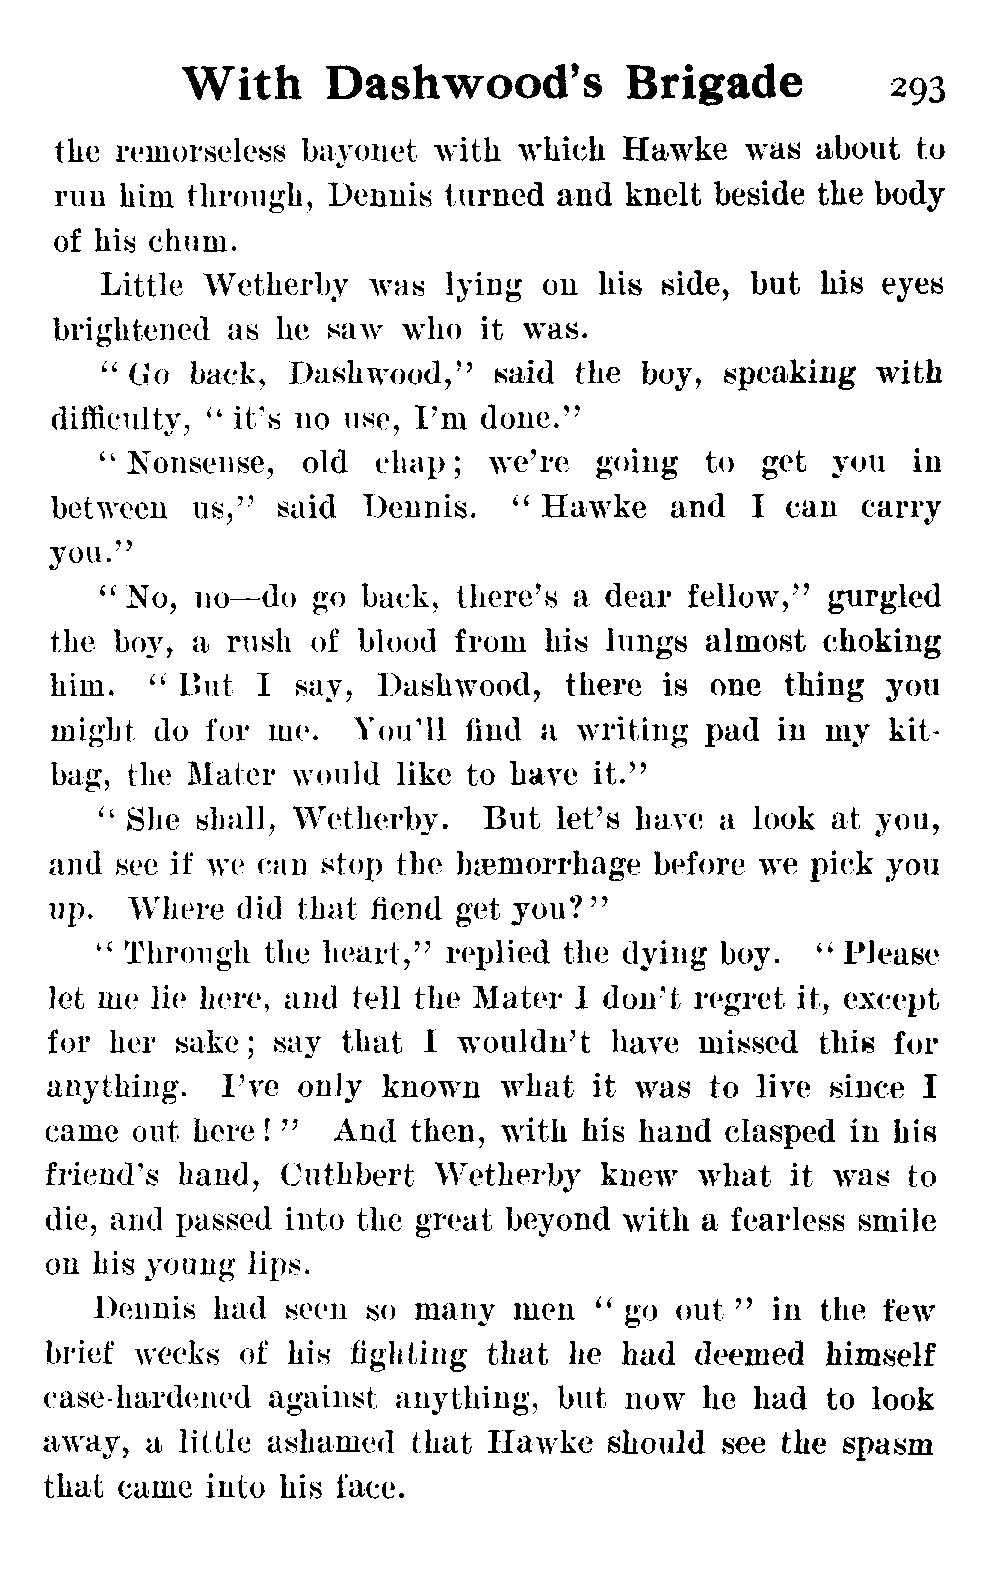 With Dashwood's Brigade 293
the remorseless bayonet with which Hawke was about to
run him through, Dennis turned and knelt beside the body
of his chum.
Little Wetherby was lying on his side, but his eyes
brightened as he saw who it was.
"Go back, Dashwood," said the boy, speaking with
difficulty, "it's no use, I'm done."
"Nonsense, old chap; we're going to get you in
between us," said Dennis. "Hawke and I can carry
you."
"No, no—do go back, there's a dear fellow," gurgled
the boy, a rush of blood from his lungs almost choking
him. "But I say, Dashwood, there is one thing you
might do for me. You'll find a writing pad in my kit-
bag, the Mater would like to have it."
"She shall, Wetherby. But let's have a look at you,
and see if we can stop the hæmorrhage before we pick you
up. Where did that fiend get you?"
"Through the heart," replied the dying boy. "Please
let me lie here, and tell the Mater I don't regret it, except
for her sake; say that I wouldn't have missed this for
anything. I've only known what it was to live since I
came out here!" And then, with his hand clasped in his
friend's hand, Cuthbert Wetherby knew what it was to
die, and passed into the great beyond with a fearless smile
on his young lips.
Dennis had seen so many men "go out" in the few
brief weeks of his fighting that he had deemed himself
case-hardened against anything, but now he had to look
away, a little ashamed that Hawke should see the spasm
that came into his face.